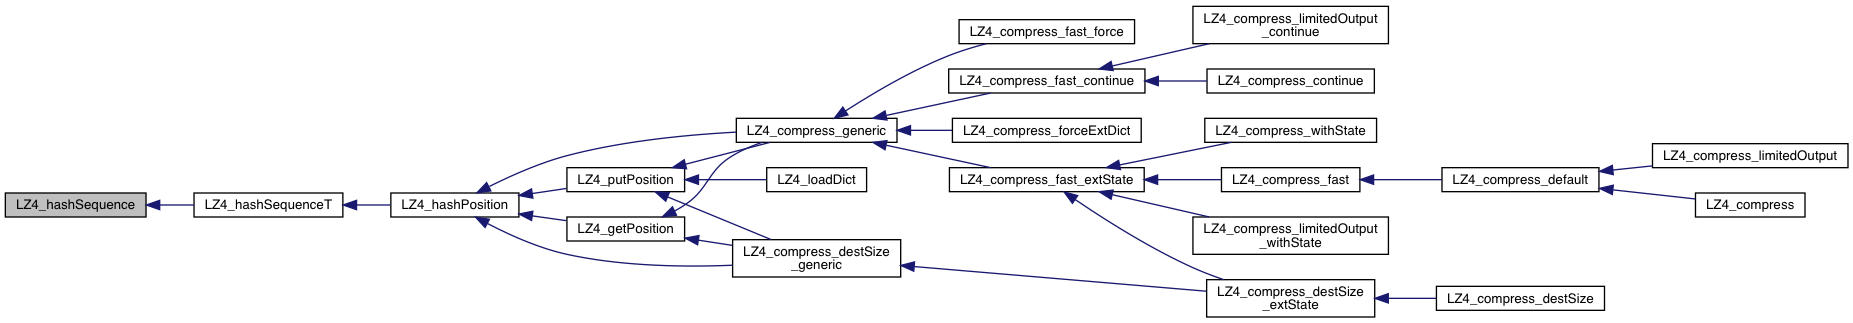 LZ4_hashSequence
LZ4_hashSequenceT
LZ4_hashPosition
LZ4_putPosition
LZ4_getPosition
LZ4_compress_generic
LZ4_loadDict
LZ4_compress_destSize
_generic
LZ4_compress_fast_force
LZ4_compress_fast_continue
LZ4_compress_forceExtDict
LZ4_compress_fast_extState
LZ4_compress_limitedOutput
_continue
LZ4_compress_continue
LZ4_compress_withState
LZ4_compress_fast
LZ4_compress_limitedOutput
_withState
LZ4_compress_destSize
_extState
LZ4_compress_default
LZ4_compress_destSize
LZ4_compress_limitedOutput
LZ4_compress